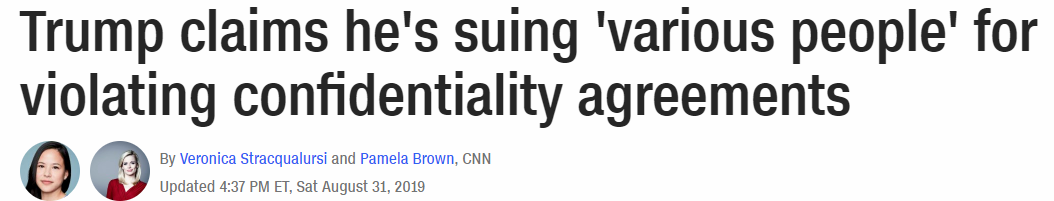 Trump claims he's suing 'various people' for
violating confidentiality agreements
By Veronica Stracqualursi and Pamela Brown, CNN
Updated 4:37 PM ET, Sat August 31, 2019